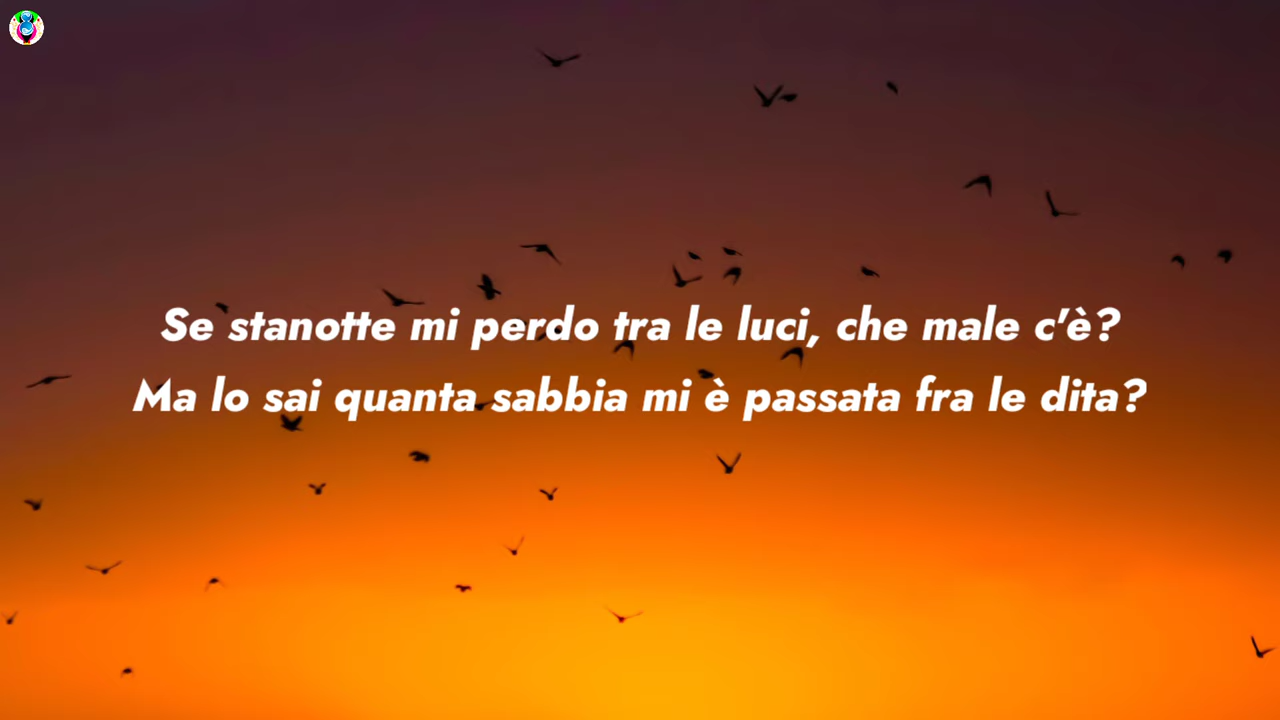 Se stanotte mi perdo tra le luci, che male c'è?
Ma lo sai quanta sabbia mi è passata fra le dita?